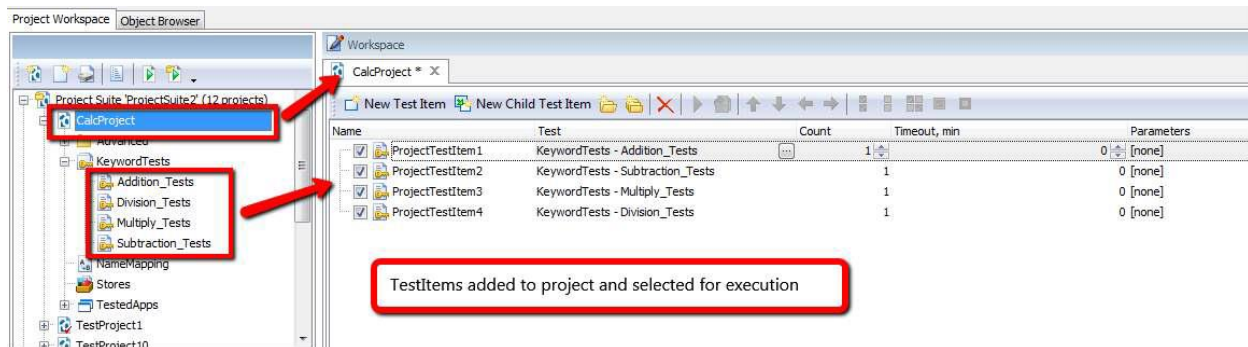 Project Workspace Object Browser
Workspace
CalcProject * X
Project Suite 'ProjectSuite2' (12 projects)
CalcProject
Advanced
KeywordTests
Addition_Tests
Division_Tests
Multiply_Tests
Subtraction_Tests
NameMapping
Stores
TestedApps
TestProject1
TestProject10
New Test Item New Child Test Item
Name Test Count Timeout, min Parameters
ProjectTestItem1 KeywordTests - Addition_Tests ... 1 0 [none]
ProjectTestItem2 KeywordTests - Subtraction_Tests 1 0 [none]
ProjectTestItem3 KeywordTests - Multiply_Tests 1 0 [none]
ProjectTestItem4 KeywordTests - Division_Tests 1 0 [none]
TestItems added to project and selected for execution